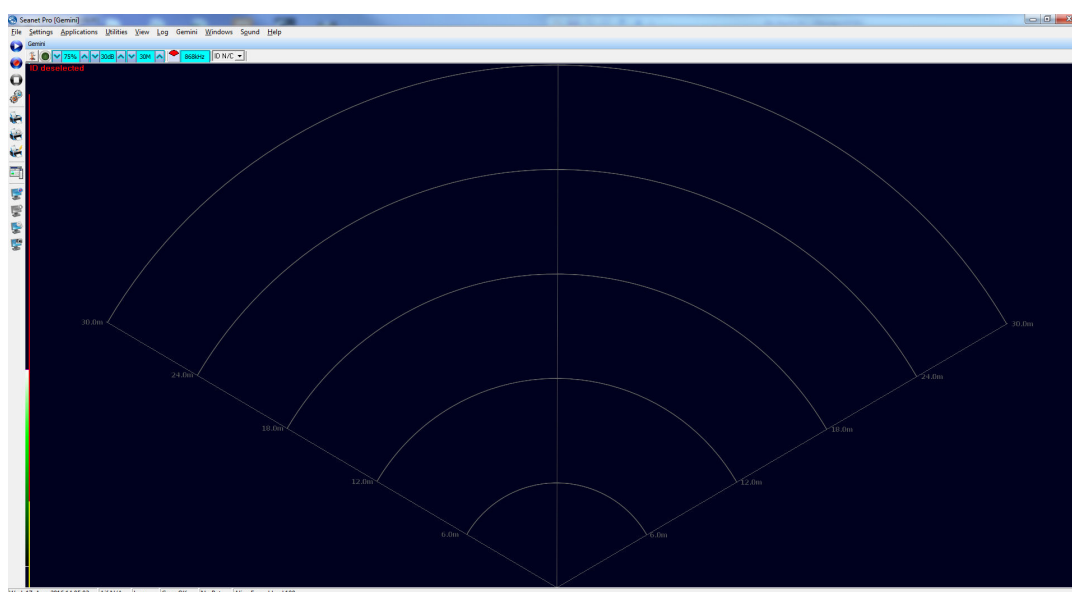 Seanet Pro [Gemini]
File Settings Applications Utilities View Log Gemini Windows Sound Help
Gemini
75% 30dB 30M 868kHz ID N/C
ID deselected
30.0m 30.0m
24.0m 24.0m
18.0m 18.0m
12.0m 12.0m
6.0m 6.0m